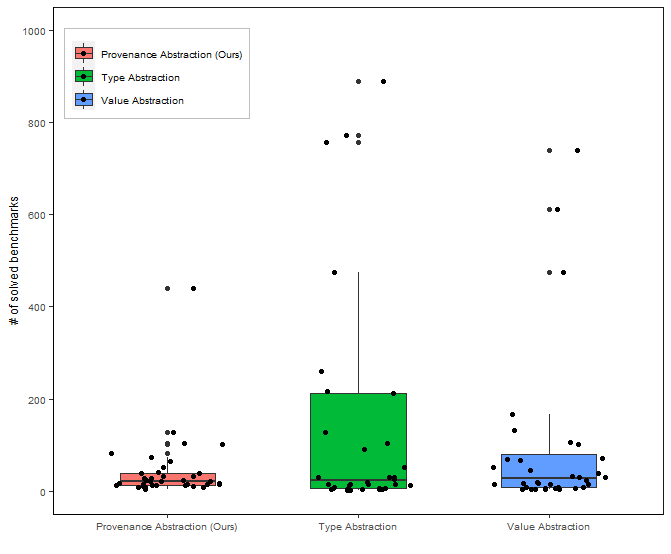 1000
800
600
400
200
0
# of solved benchmarks
Provenance Abstraction (Ours)
Type Abstraction
Value Abstraction
Provenance Abstraction (Ours)
Type Abstraction
Value Abstraction